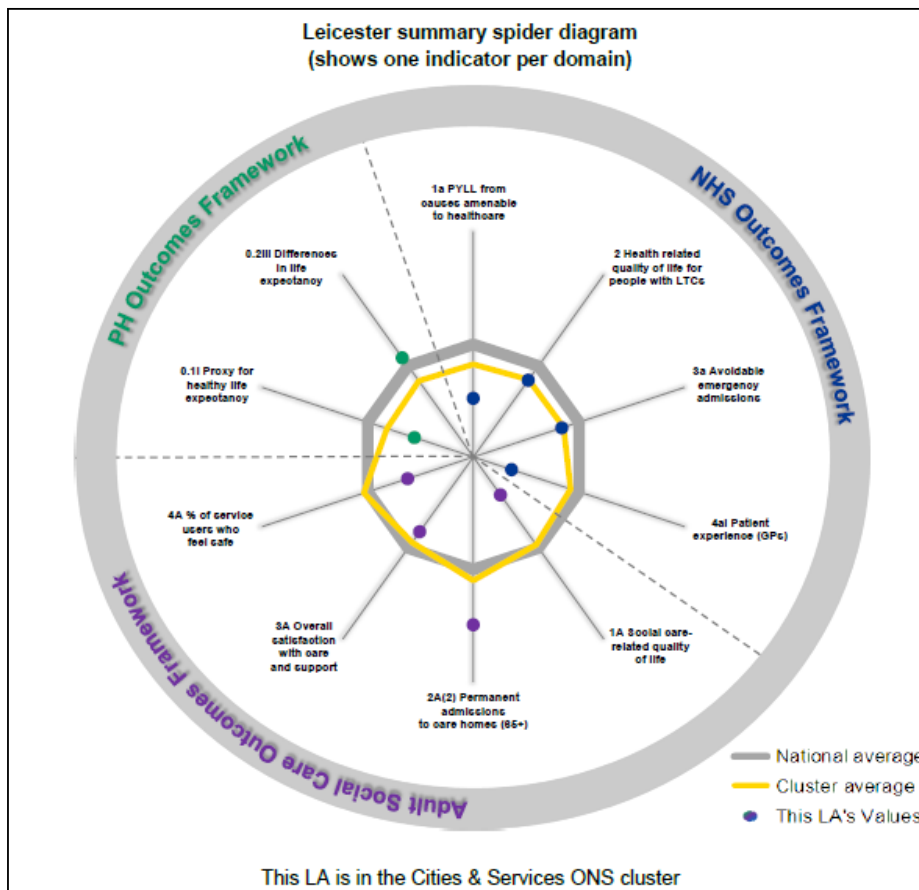 Leicester summary spider diagram
(shows one indicator per domain)
PH Outcomes Framework
NHS Outcomes Framework
1a PYLL from
causes amenable
to healthcare
0.2III Differences
in life
expectancy
2 Health related
quality of life for
people with LTCs
0.1I Proxy for
healthy life
expectancy
3a Avoidable
emergency
admissions
4A % of service
users who
feel safe
4aI Patient
experience (GPs)
3A Overall
satisfaction
with care
and support
1A Social care-
related quality
of life
2A(2) Permanent
admissions
to care homes (65+)
Adult Social Care Outcomes Framework
National average
Cluster average
This LA's Values
This LA is in the Cities & Services ONS cluster